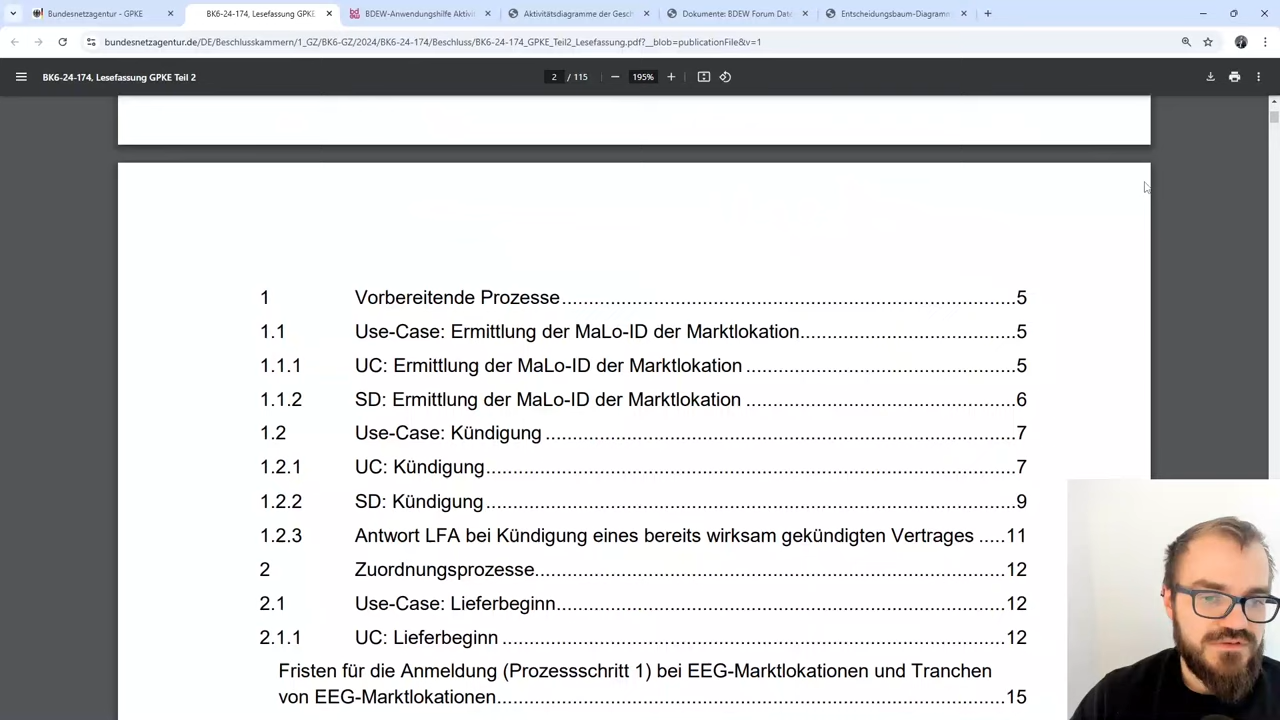 Bundesnetzagentur - GPKE
BK6-24-174, Lesefassung GPKE
BDEW-Anwendungshilfe Aktivi
Aktivitätsdiagramme der Gesch
Dokumente: BDEW Forum Date
Entscheidungsbaum-Diagramm
bundesnetzagentur.de/DE/Beschlusskammern/1_GZ/BK6-GZ/2024/BK6-24-174/Beschluss/BK6-24-174_GPKE_Teil2_Lesefassung.pdf?__blob=publicationFile&v=1
BK6-24-174, Lesefassung GPKE Teil 2
2 / 115
195%
1 Vorbereitende Prozesse 5
1.1 Use-Case: Ermittlung der MaLo-ID der Marktlokation 5
1.1.1 UC: Ermittlung der MaLo-ID der Marktlokation 5
1.1.2 SD: Ermittlung der MaLo-ID der Marktlokation 6
1.2 Use-Case: Kündigung 7
1.2.1 UC: Kündigung 7
1.2.2 SD: Kündigung 9
1.2.3 Antwort LFA bei Kündigung eines bereits wirksam gekündigten Vertrages 11
2 Zuordnungsprozesse 12
2.1 Use-Case: Lieferbeginn 12
2.1.1 UC: Lieferbeginn 12
Fristen für die Anmeldung (Prozessschritt 1) bei EEG-Marktlokationen und Tranchen
von EEG-Marktlokationen 15